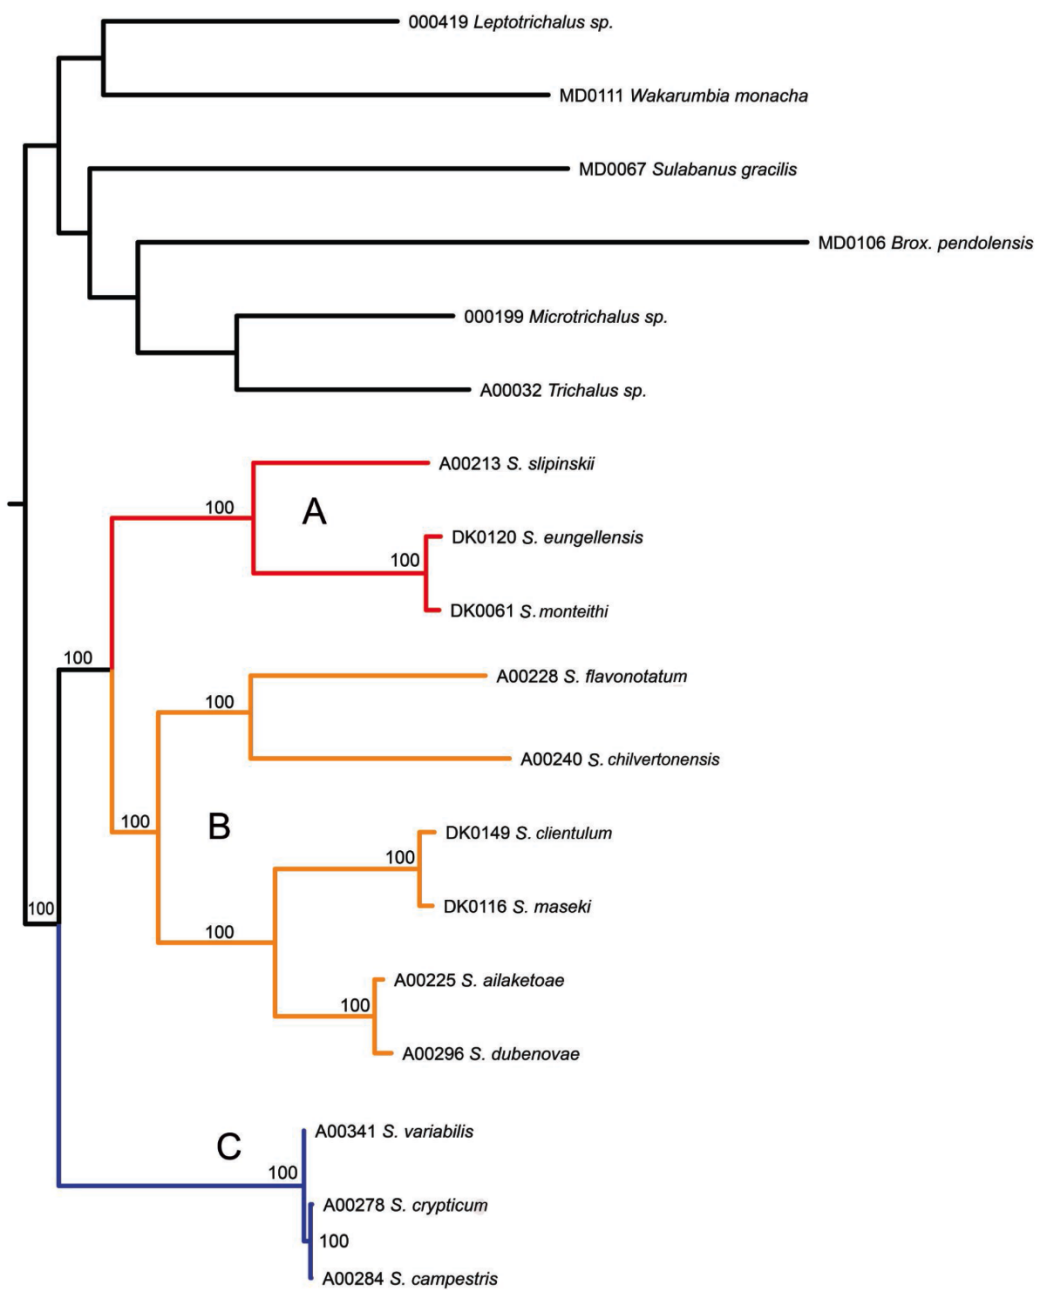 000419 Leptotrichalus sp.
MD0111 Wakarumbia monacha
MD0067 Sulabanus gracilis
MD0106 Brox. pendolensis
000199 Microtrichalus sp.
A00032 Trichalus sp.
A00213 S. slipinskii
100
A
DK0120 S. eungellensis
100
DK0061 S. monteithi
100
A00228 S. flavonotatum
100
A00240 S. chilvertonensis
100
B
DK0149 S. clientulum
100
DK0116 S. maseki
100
100
A00225 S. ailaketoae
100
A00296 S. dubenovae
A00341 S. variabilis
C
100
A00278 S. crypticum
100
A00284 S. campestris